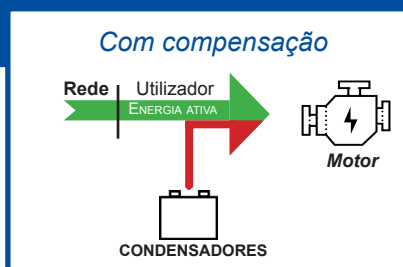 Com compensação
Rede Utilizador
ENERGIA ATIVA
Motor
CONDENSADORES